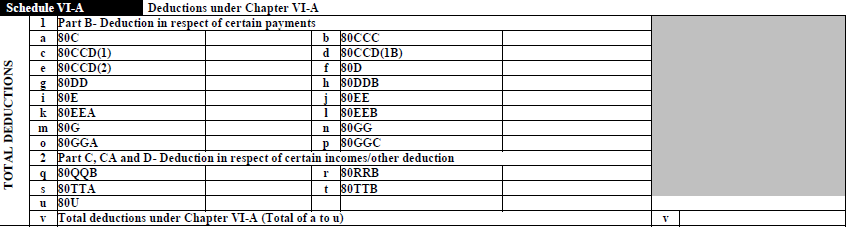 Schedule VI-A Deductions under Chapter VI-A
TOTAL DEDUCTIONS
1 Part B- Deduction in respect of certain payments
a 80C b 80CCC
c 80CCD(1) d 80CCD(1B)
e 80CCD(2) f 80D
g 80DD h 80DDB
i 80E j 80EE
k 80EEA l 80EEB
m 80G n 80GG
o 80GGA p 80GGC
2 Part C, CA and D- Deduction in respect of certain incomes/other deduction
q 80QQB r 80RRB
s 80TTA t 80TTB
u 80U
v Total deductions under Chapter VI-A (Total of a to u) v